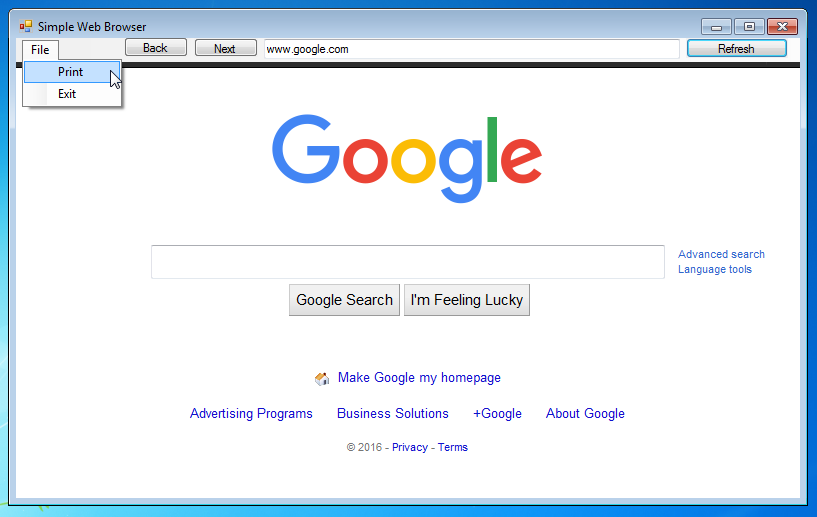 Simple Web Browser
File Back Next www.google.com Refresh
Print
Exit
Google
Advanced search
Language tools
Google Search I'm Feeling Lucky
Make Google my homepage
Advertising Programs Business Solutions +Google About Google
© 2016 - Privacy - Terms